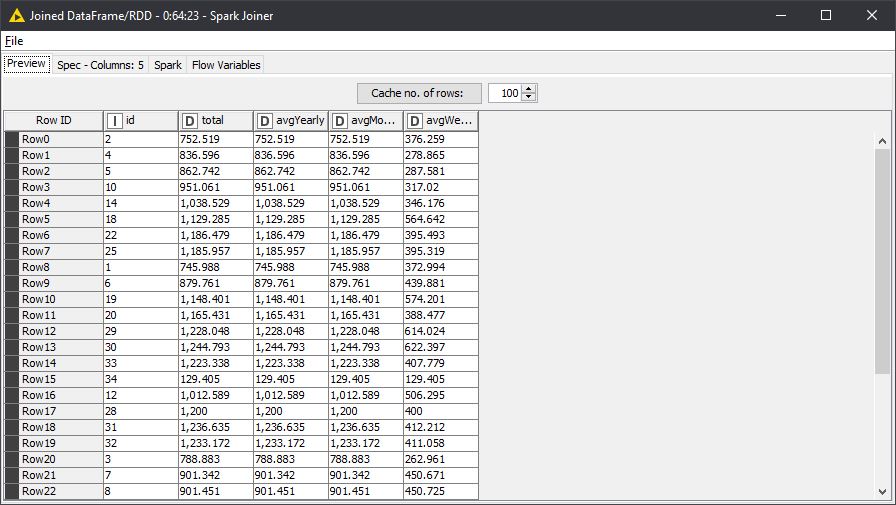 Joined DataFrame/RDD - 0:64:23 - Spark Joiner
File
Preview Spec - Columns: 5 Spark Flow Variables
Cache no. of rows: 100
Row ID I id D total D avgYearly D avgMo... D avgWe...
Row0 2 752.519 752.519 752.519 376.259
Row1 4 836.596 836.596 836.596 278.865
Row2 5 862.742 862.742 862.742 287.581
Row3 10 951.061 951.061 951.061 317.02
Row4 14 1,038.529 1,038.529 1,038.529 346.176
Row5 18 1,129.285 1,129.285 1,129.285 564.642
Row6 22 1,186.479 1,186.479 1,186.479 395.493
Row7 25 1,185.957 1,185.957 1,185.957 395.319
Row8 1 745.988 745.988 745.988 372.994
Row9 6 879.761 879.761 879.761 439.881
Row10 19 1,148.401 1,148.401 1,148.401 574.201
Row11 20 1,165.431 1,165.431 1,165.431 388.477
Row12 29 1,228.048 1,228.048 1,228.048 614.024
Row13 30 1,244.793 1,244.793 1,244.793 622.397
Row14 33 1,223.338 1,223.338 1,223.338 407.779
Row15 34 129.405 129.405 129.405 129.405
Row16 12 1,012.589 1,012.589 1,012.589 506.295
Row17 28 1,200 1,200 1,200 400
Row18 31 1,236.635 1,236.635 1,236.635 412.212
Row19 32 1,233.172 1,233.172 1,233.172 411.058
Row20 3 788.883 788.883 788.883 262.961
Row21 7 901.342 901.342 901.342 450.671
Row22 8 901.451 901.451 901.451 450.725